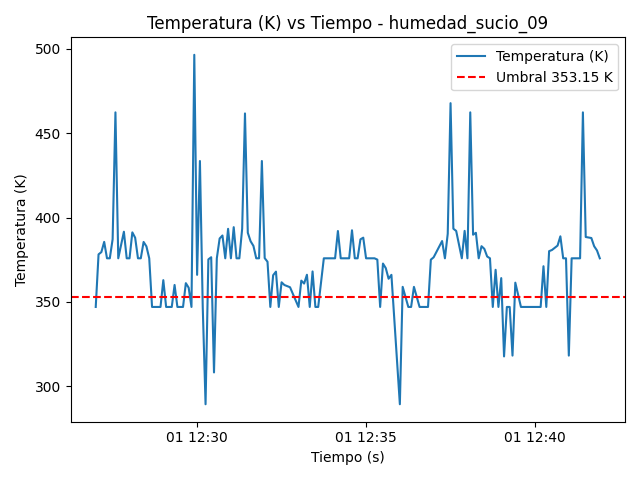 Temperatura (K) vs Tiempo - humedad_sucio_09
Temperatura (K)
Umbral 353.15 K
Temperatura (K)
500
450
400
350
300
01 12:30
01 12:35
01 12:40
Tiempo (s)